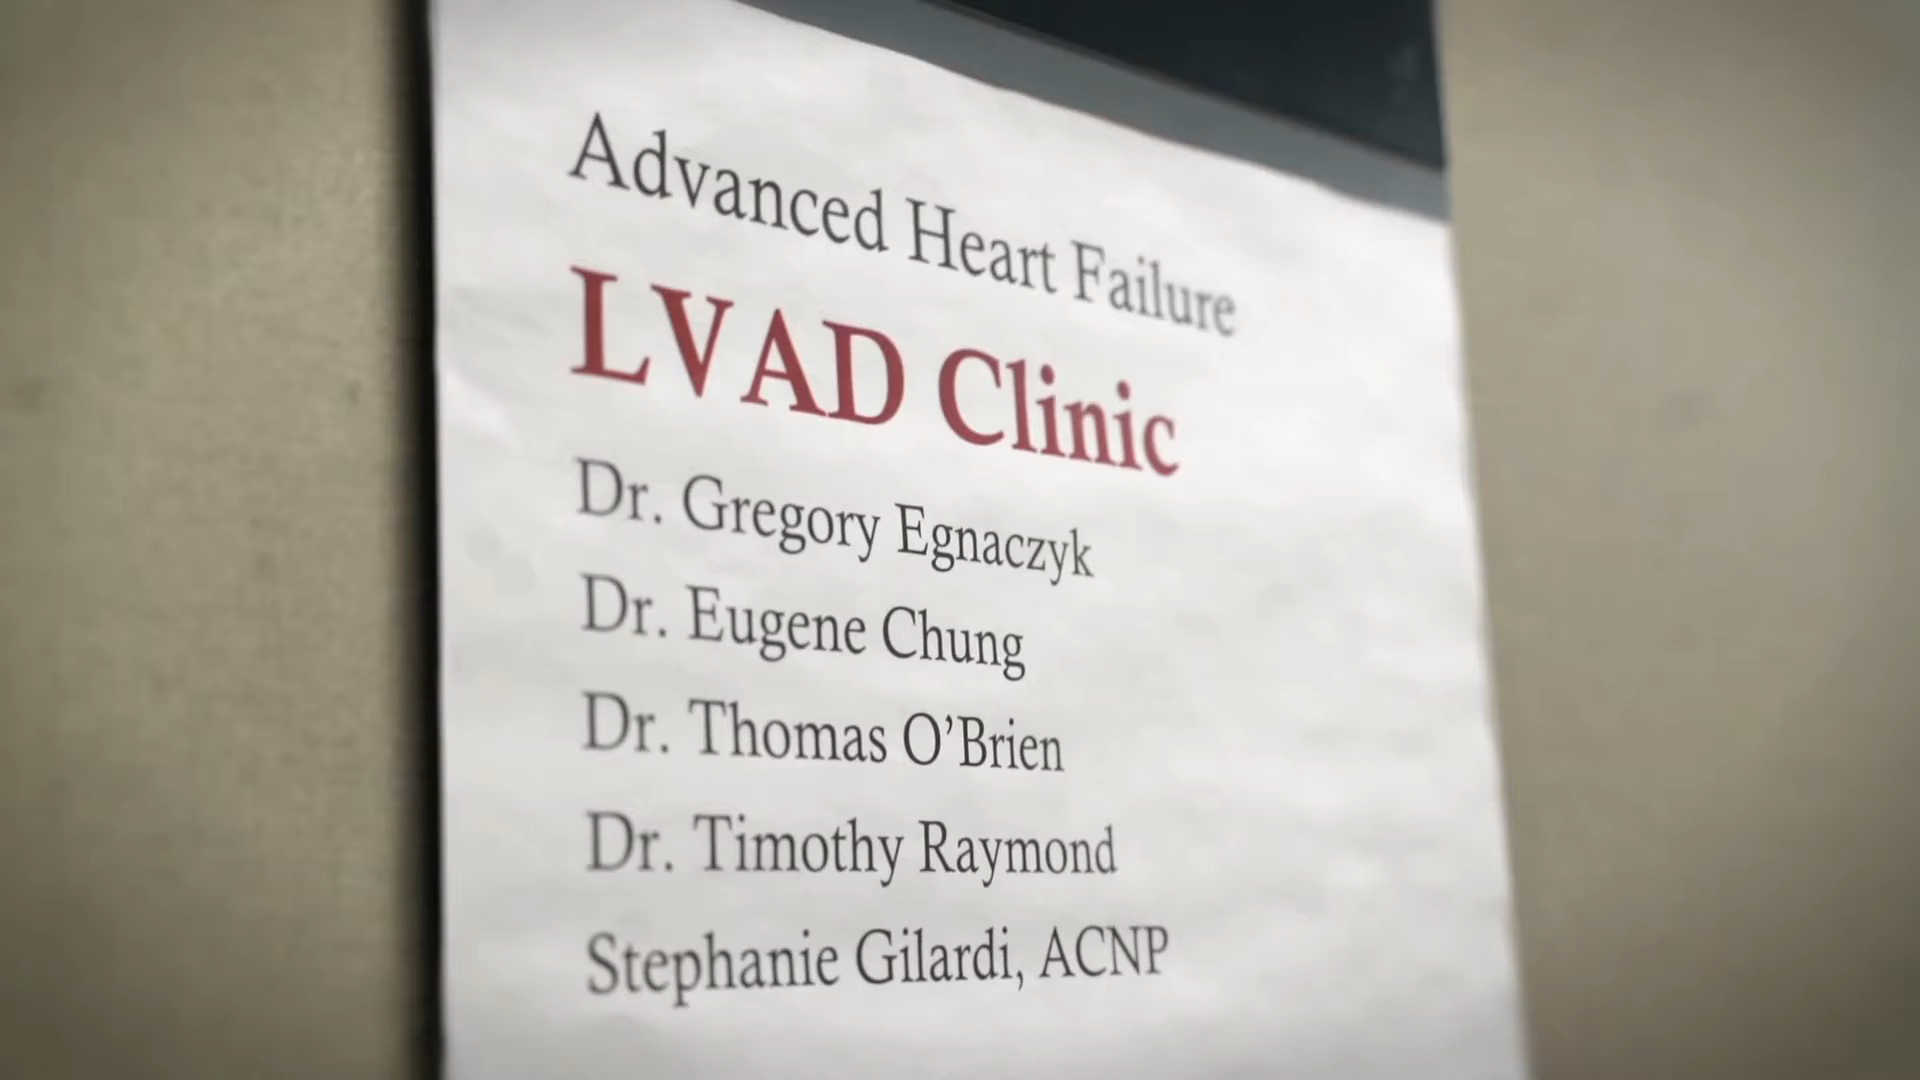 Advanced Heart Failure
LVAD Clinic
Dr. Gregory Egnaczyk
Dr. Eugene Chung
Dr. Thomas O’Brien
Dr. Timothy Raymond
Stephanie Gilardi, ACNP